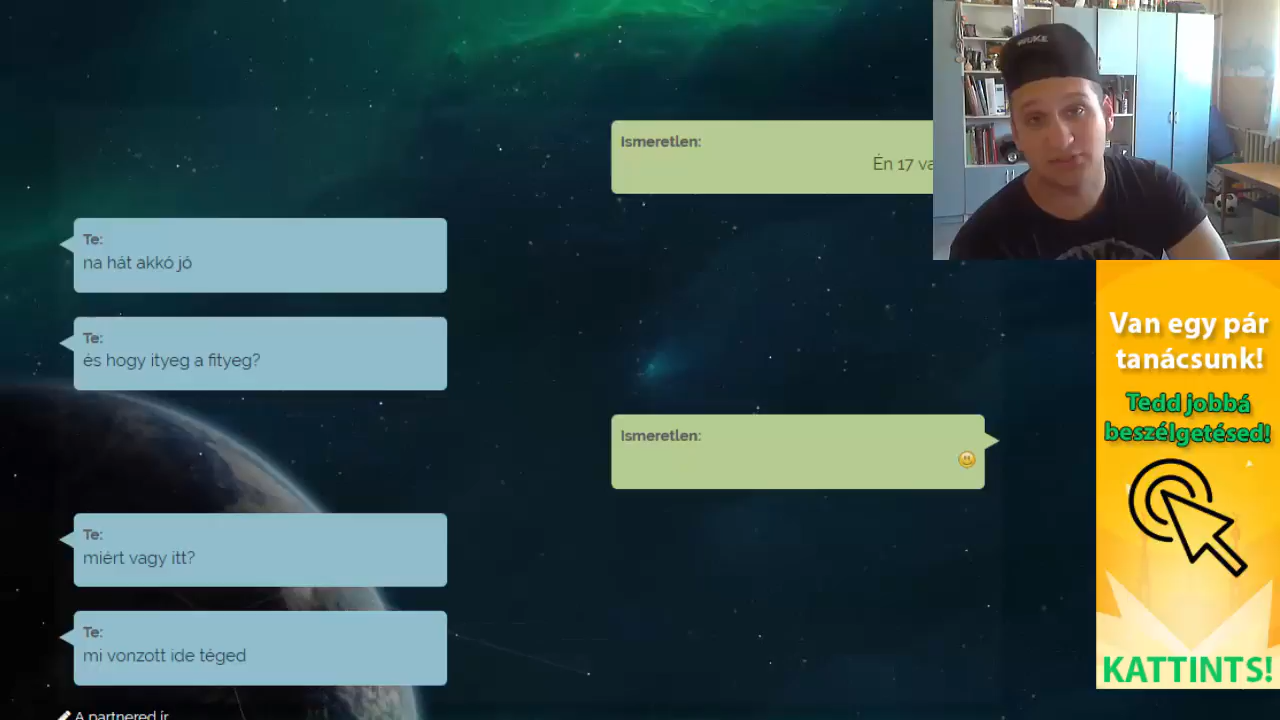 Ismeretlen:
Én 17
Te:
na hát akkó jó
Te:
és hogy ityeg a fityeg?
Ismeretlen:
Te:
miért vagy itt?
Te:
mi vonzott ide téged
A partnered ír
Van egy pár
tanácsunk!
Tedd jobbá
beszélgetésed!
KATTINTS!